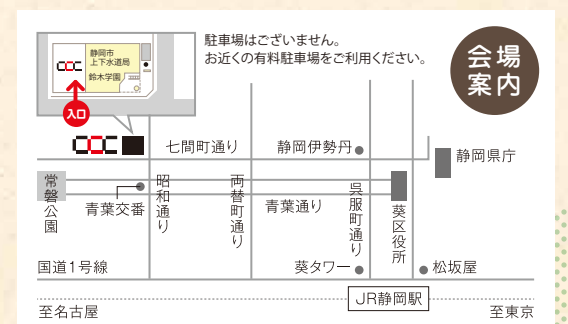 静岡市
上下水道局
CCC
鈴木学園
入口
駐車場はございません。
お近くの有料駐車場をご利用ください。
会場
案内
CCC
七間町通り
静岡伊勢丹
静岡県庁
常磐公園
青葉交番
昭和通り
両替町通り
青葉通り
呉服町通り
葵区役所
国道1号線
葵タワー
松坂屋
JR静岡駅
至名古屋
至東京